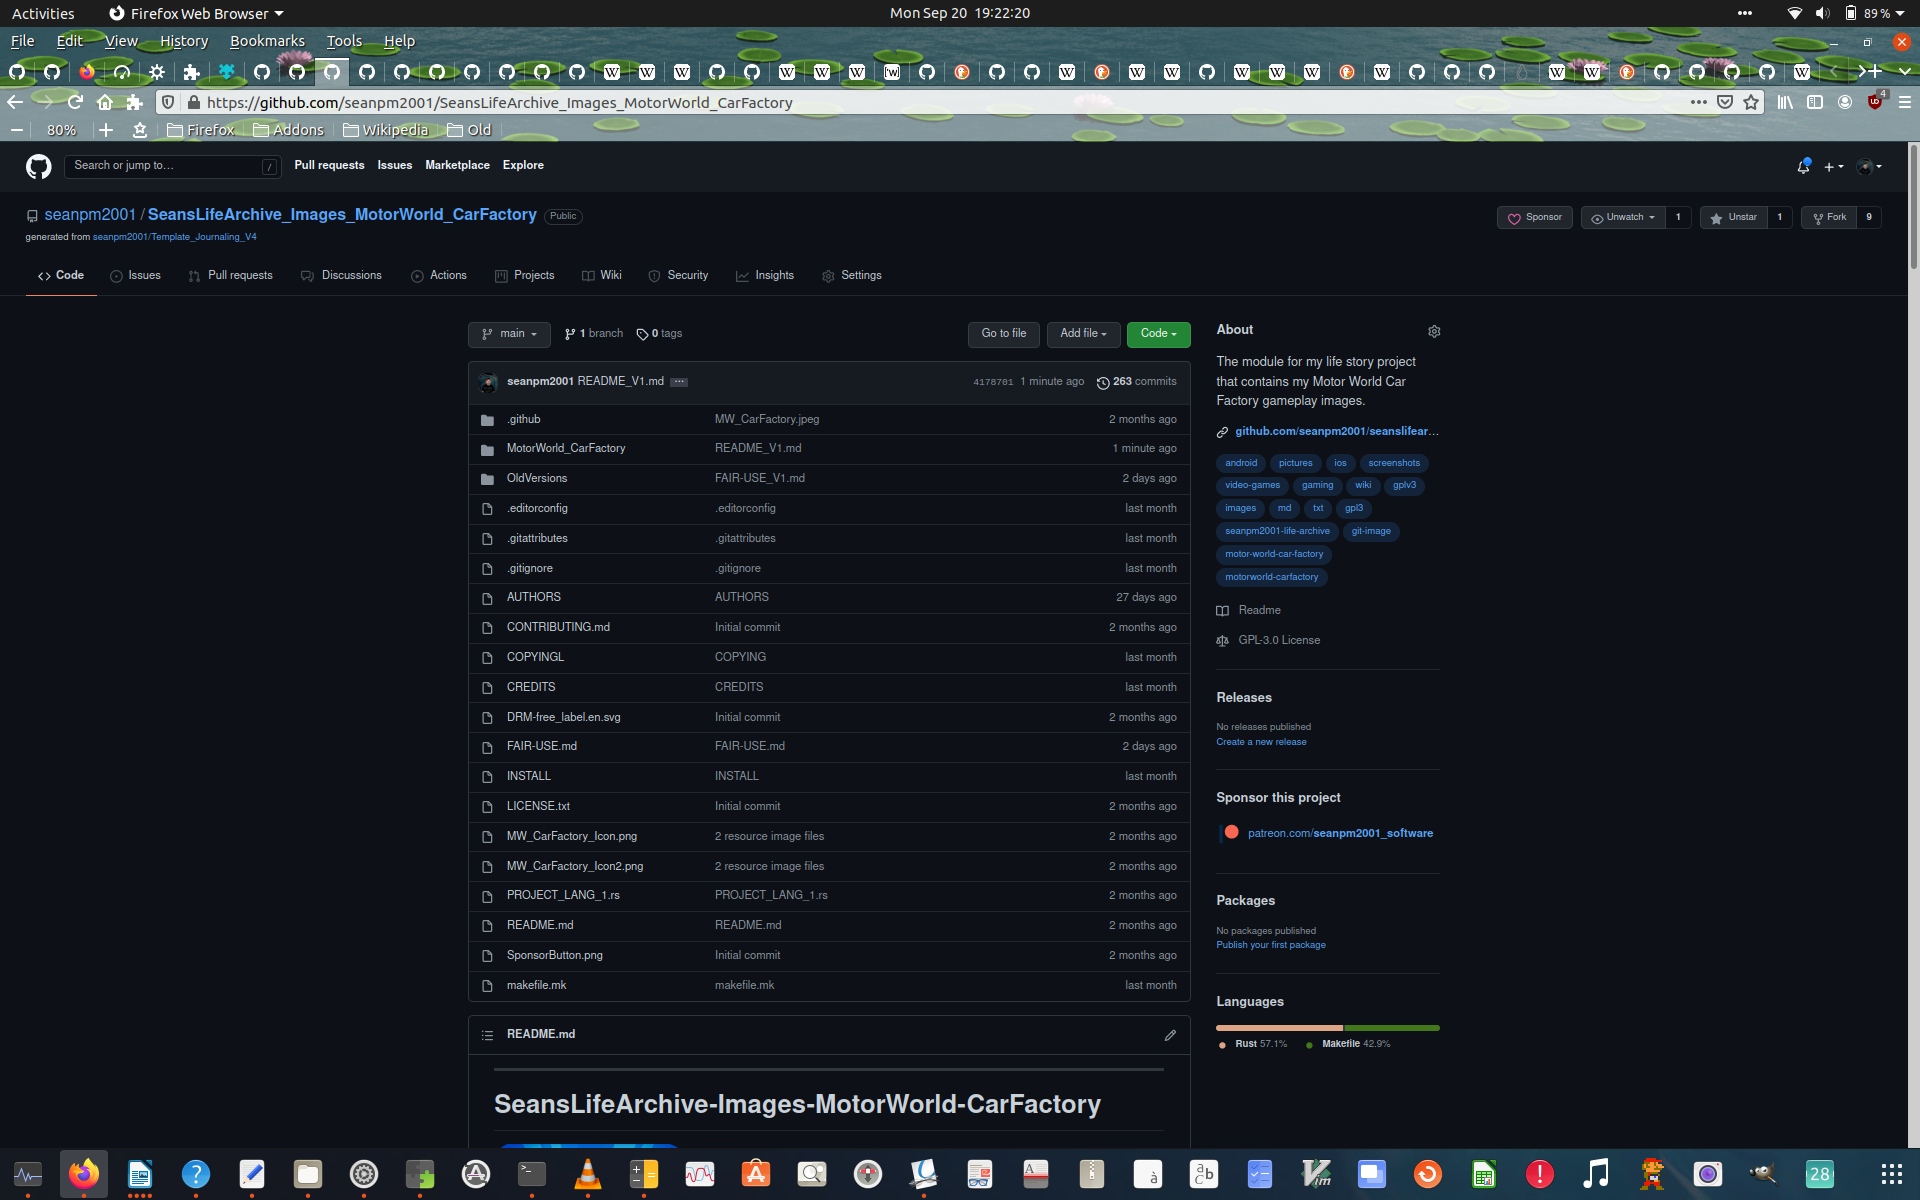 Activities Firefox Web Browser Mon Sep 20 19:22:20 89 %
File Edit View History Bookmarks Tools Help
https://github.com/seanpm2001/SeansLifeArchive_Images_MotorWorld_CarFactory 4
80% Firefox Addons Wikipedia Old
Search or jump to… / Pull requests Issues Marketplace Explore
seanpm2001 / SeansLifeArchive_Images_MotorWorld_CarFactory Public Sponsor Unwatch 1 Unstar 1 Fork 9
generated from seanpm2001/Template_Journaling_V4
Code Issues Pull requests Discussions Actions Projects Wiki Security Insights Settings
main 1 branch 0 tags Go to file Add file Code
seanpm2001 README_V1.md 4178701 1 minute ago 263 commits
.github MW_CarFactory.jpeg 2 months ago
MotorWorld_CarFactory README_V1.md 1 minute ago
OldVersions FAIR-USE_V1.md 2 days ago
.editorconfig .editorconfig last month
.gitattributes .gitattributes last month
.gitignore .gitignore last month
AUTHORS AUTHORS 27 days ago
CONTRIBUTING.md Initial commit 2 months ago
COPYINGL COPYING last month
CREDITS CREDITS last month
DRM-free_label.en.svg Initial commit 2 months ago
FAIR-USE.md FAIR-USE.md 2 days ago
INSTALL INSTALL last month
LICENSE.txt Initial commit 2 months ago
MW_CarFactory_Icon.png 2 resource image files 2 months ago
MW_CarFactory_Icon2.png 2 resource image files 2 months ago
PROJECT_LANG_1.rs PROJECT_LANG_1.rs 2 months ago
README.md README.md 2 months ago
SponsorButton.png Initial commit 2 months ago
makefile.mk makefile.mk last month
README.md
SeansLifeArchive-Images-MotorWorld-CarFactory
About
The module for my life story project
that contains my Motor World Car
Factory gameplay images.
github.com/seanpm2001/seanslifear…
android pictures ios screenshots
video-games gaming wiki gplv3
images md txt gpl3
seanpm2001-life-archive git-image
motor-world-car-factory
motorworld-carfactory
Readme
GPL-3.0 License
Releases
No releases published
Create a new release
Sponsor this project
patreon.com/seanpm2001_software
Packages
No packages published
Publish your first package
Languages
Rust 57.1% Makefile 42.9%
28